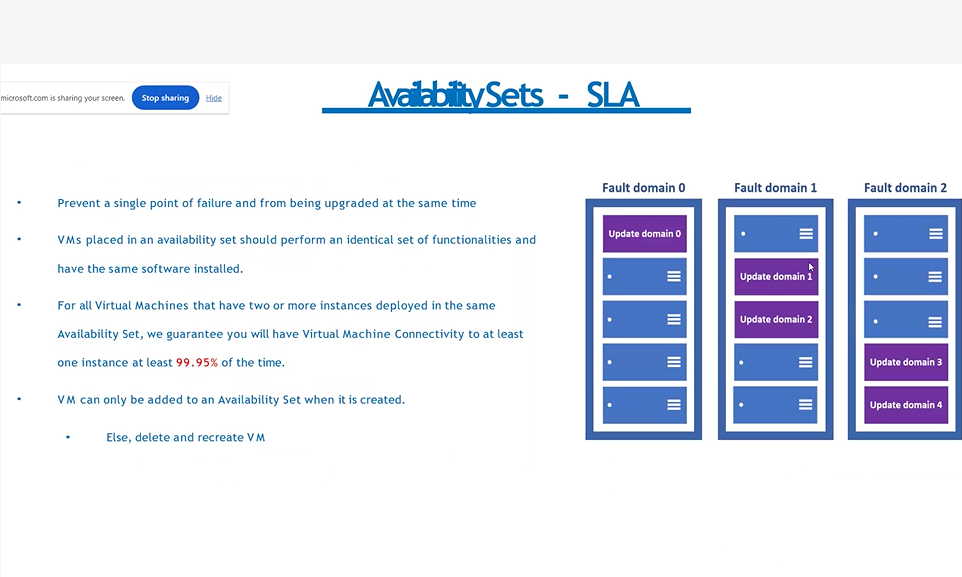 microsoft.com is sharing your screen. Stop sharing Hide
Availability Sets - SLA
Prevent a single point of failure and from being upgraded at the same time
VMs placed in an availability set should perform an identical set of functionalities and
have the same software installed.
For all Virtual Machines that have two or more instances deployed in the same
Availability Set, we guarantee you will have Virtual Machine Connectivity to at least
one instance at least 99.95% of the time.
VM can only be added to an Availability Set when it is created.
Else, delete and recreate VM
Fault domain 0
Update domain 0
Fault domain 1
Update domain 1
Update domain 2
Fault domain 2
Update domain 3
Update domain 4